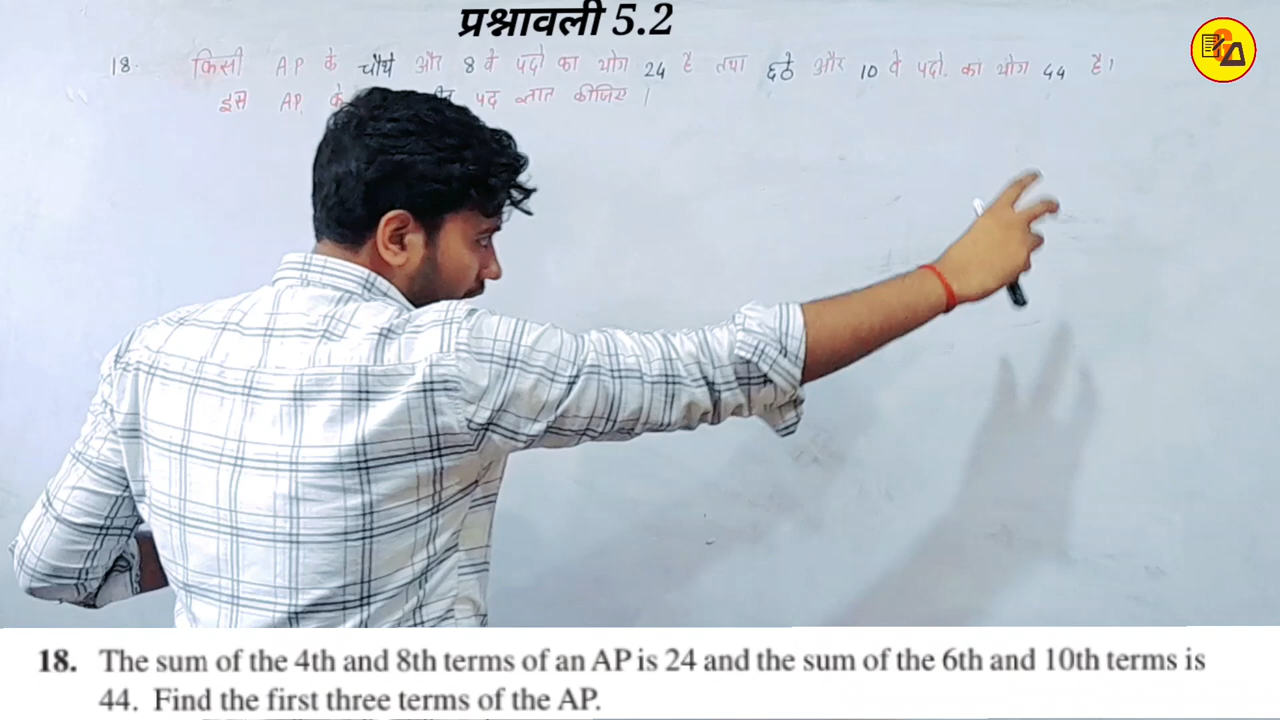 प्रश्नावली 5.2
18. किसी A.P के चौथे और 8 वें पदों का योग 24 है तथा छठे और 10 वें पदों का योग 44 है।
इस AP. के पद ज्ञात कीजिए।
18. The sum of the 4th and 8th terms of an AP is 24 and the sum of the 6th and 10th terms is
44. Find the first three terms of the AP.